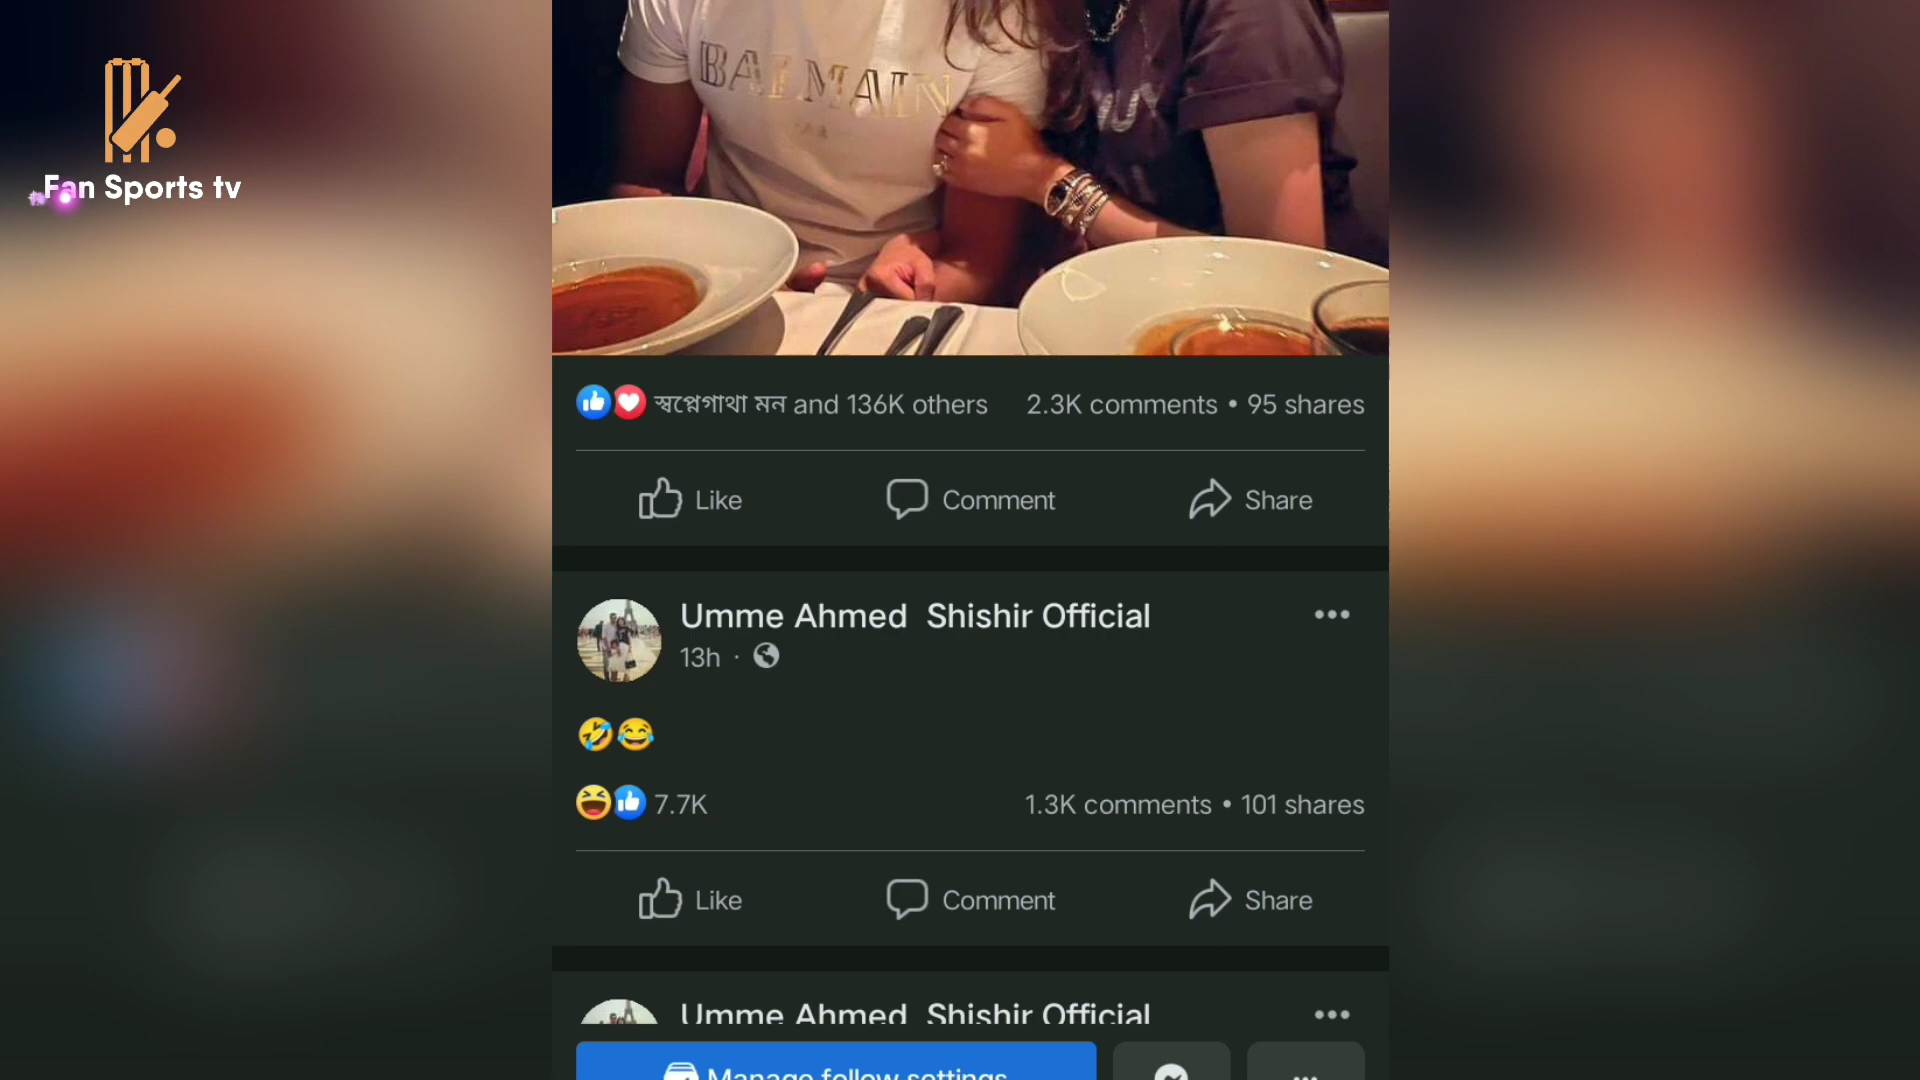 BALMAIN
Fan Sports tv
স্বপ্নেগাথা মন and 136K others 2.3K comments • 95 shares
Like Comment Share
Umme Ahmed Shishir Official
13h ·
🤣😂
7.7K 1.3K comments • 101 shares
Like Comment Share
Umme Ahmed Shishir Official
Manage follow settings